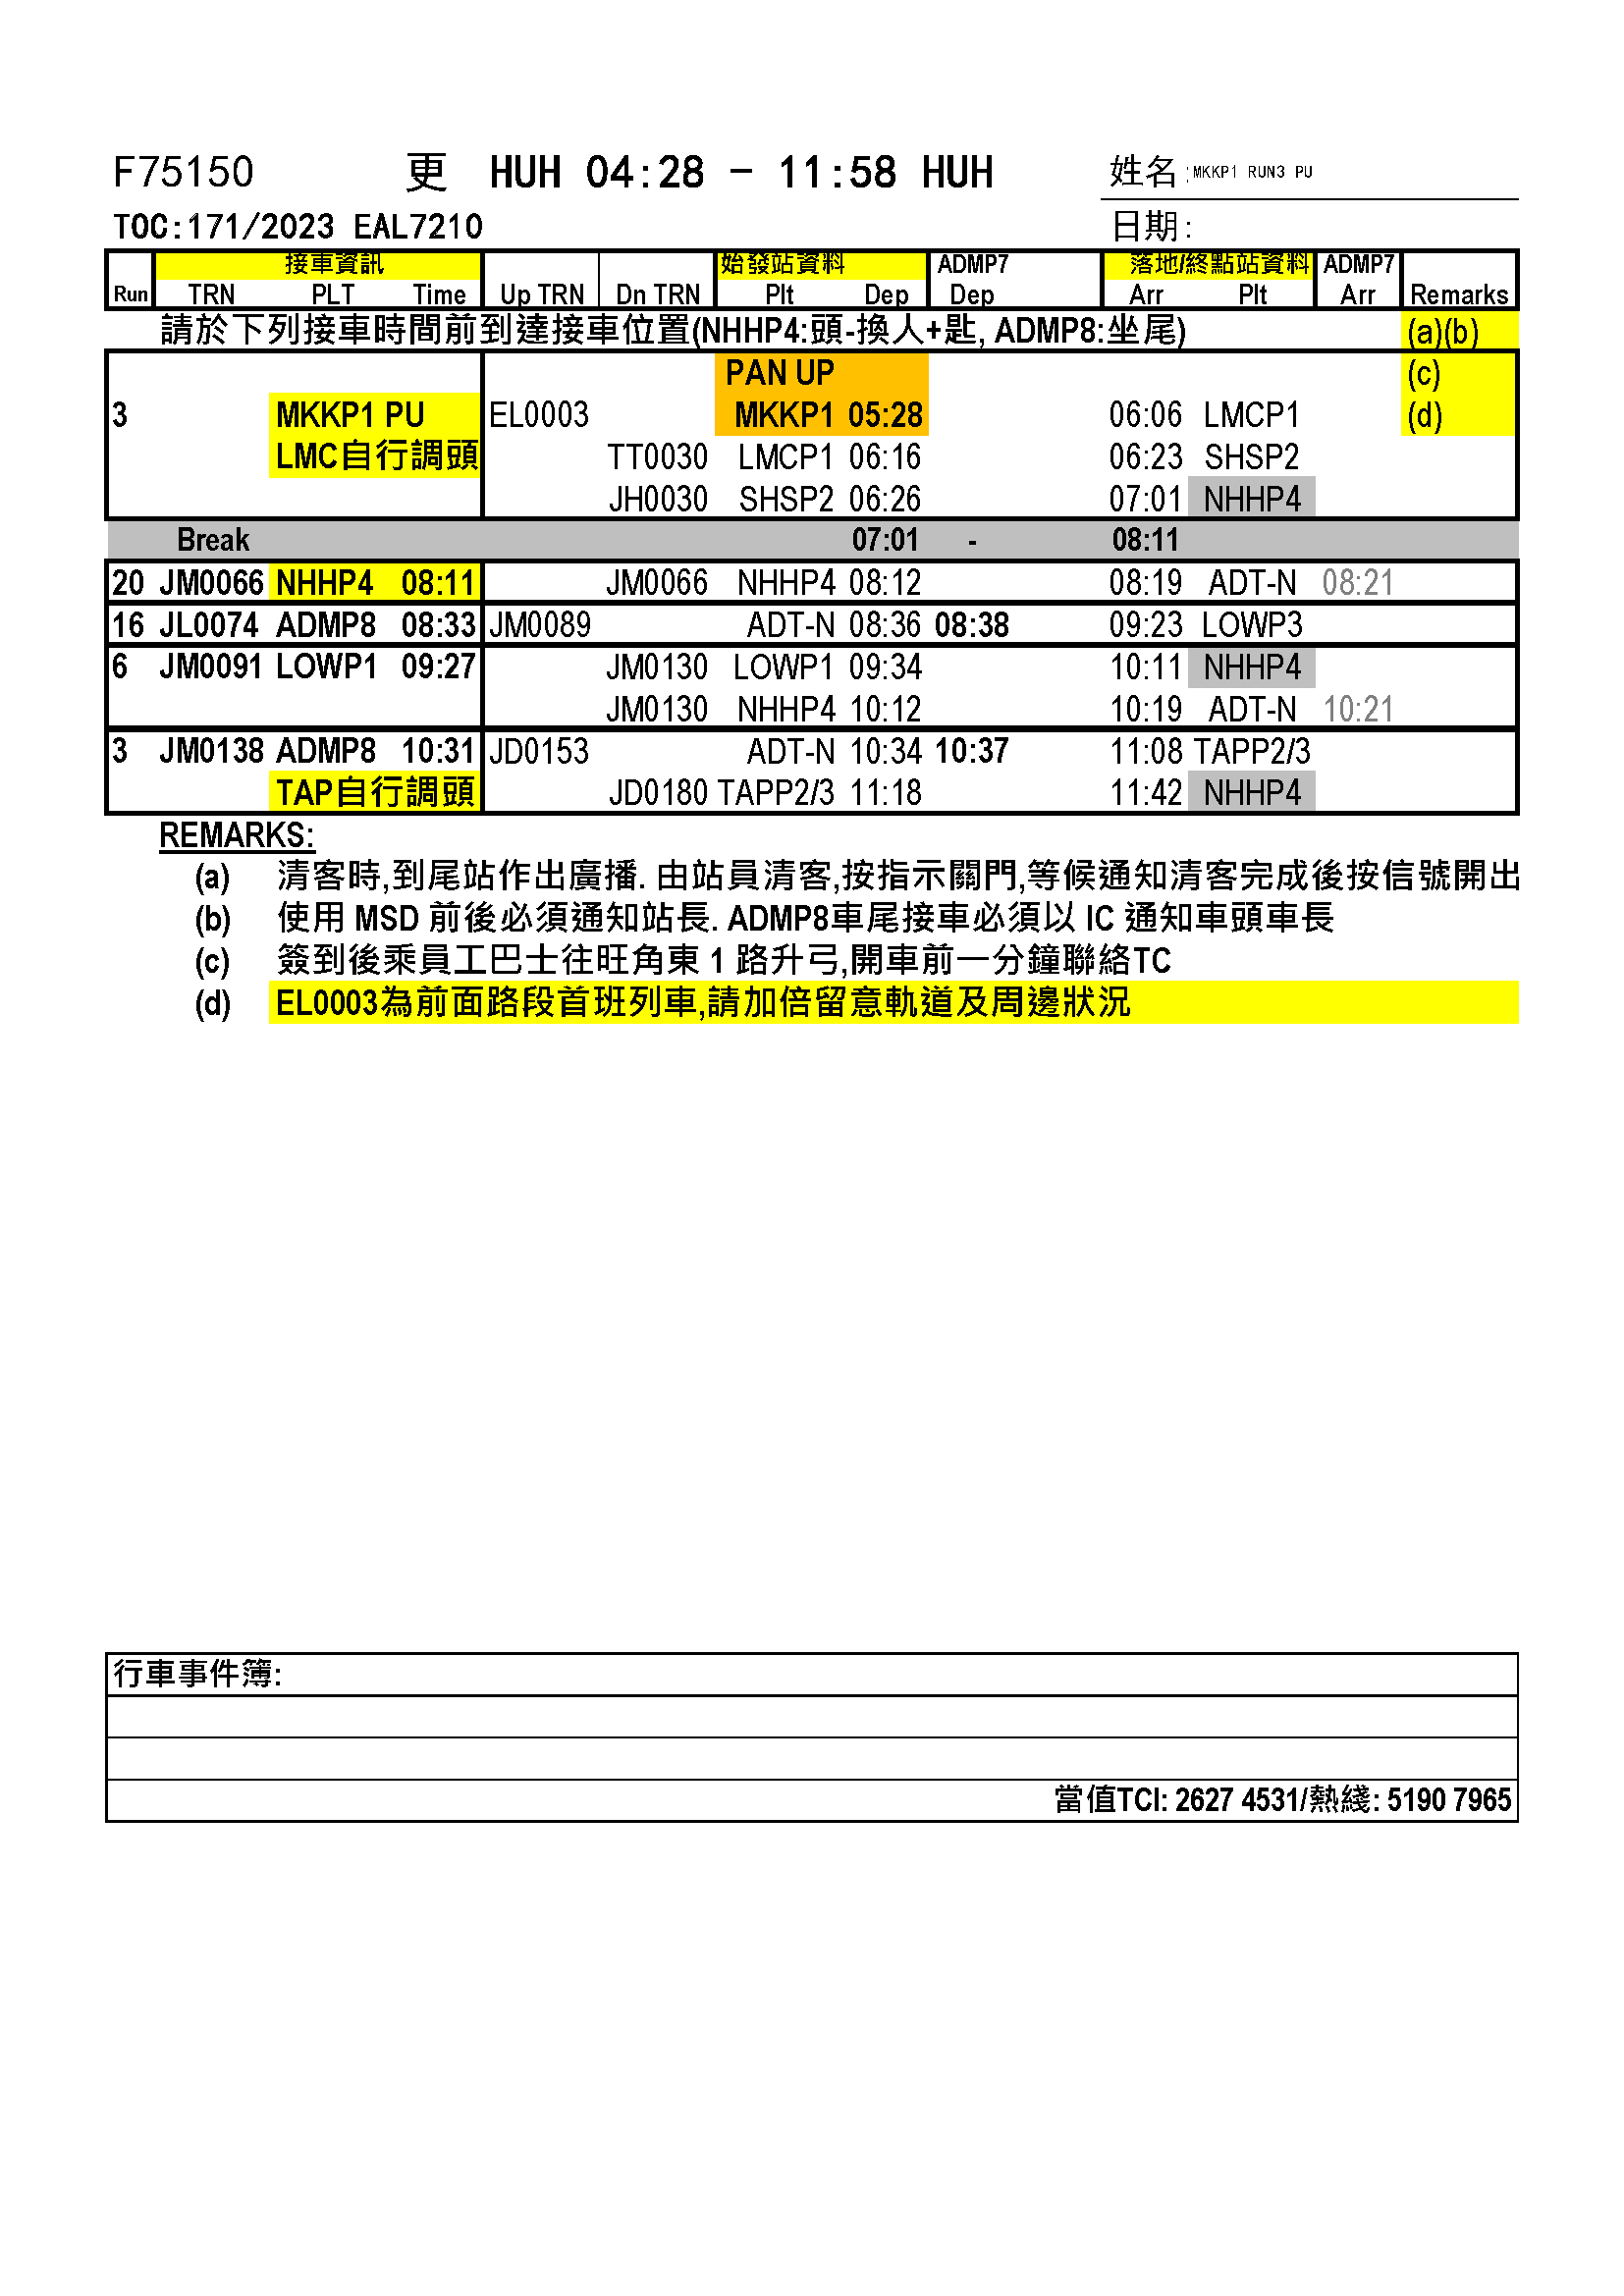 F75150 更 HUH 04:28 - 11:58 HUH 姓名:MKKP1 RUN3 PU
TOC:171/2023 EAL7210 日期:
接車資訊 始發站資料 ADMP7 落地/終點站資料 ADMP7
Run TRN PLT Time Up TRN Dn TRN Plt Dep Dep Arr Plt Arr Remarks
請於下列接車時間前到達接車位置(NHHP4:頭-換人+匙, ADMP8:坐尾) (a)(b)
PAN UP (c)
3 MKKP1 PU EL0003 MKKP1 05:28 06:06 LMCP1 (d)
LMC自行調頭 TT0030 LMCP1 06:16 06:23 SHSP2
JH0030 SHSP2 06:26 07:01 NHHP4
Break 07:01 - 08:11
20 JM0066 NHHP4 08:11 JM0066 NHHP4 08:12 08:19 ADT-N 08:21
16 JL0074 ADMP8 08:33 JM0089 ADT-N 08:36 08:38 09:23 LOWP3
6 JM0091 LOWP1 09:27 JM0130 LOWP1 09:34 10:11 NHHP4
JM0130 NHHP4 10:12 10:19 ADT-N 10:21
3 JM0138 ADMP8 10:31 JD0153 ADT-N 10:34 10:37 11:08 TAPP2/3
TAP自行調頭 JD0180 TAPP2/3 11:18 11:42 NHHP4
REMARKS:
(a) 清客時,到尾站作出廣播. 由站員清客,按指示關門,等候通知清客完成後按信號開出
(b) 使用 MSD 前後必須通知站長. ADMP8車尾接車必須以 IC 通知車頭車長
(c) 簽到後乘員工巴士往旺角東 1 路升弓,開車前一分鐘聯絡TC
(d) EL0003為前面路段首班列車,請加倍留意軌道及周邊狀況
行車事件簿:
當值TCI: 2627 4531/熱綫: 5190 7965